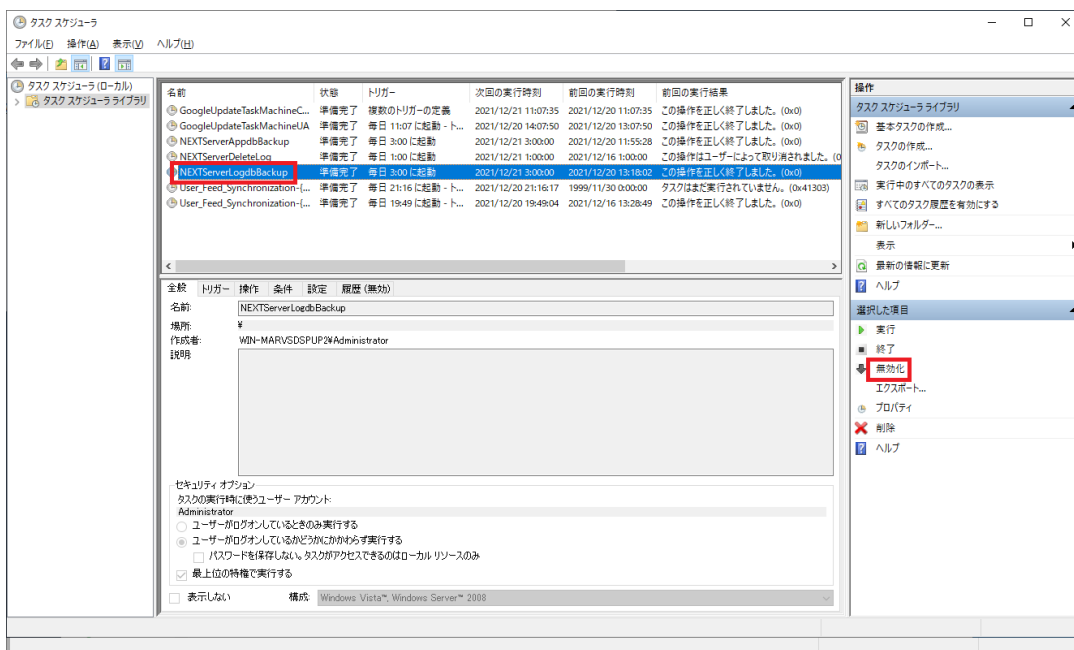 タスク スケジューラ
ファイル(F) 操作(A) 表示(V) ヘルプ(H)
タスク スケジューラ (ローカル)
タスク スケジューラ ライブラリ
名前 状態 トリガー 次回の実行時刻 前回の実行時刻 前回の実行結果
GoogleUpdateTaskMachineC... 準備完了 複数のトリガーの定義 2021/12/21 11:07:35 2021/12/20 11:07:35 この操作を正しく終了しました。 (0x0)
GoogleUpdateTaskMachineUA 準備完了 毎日 11:07 に起動 - ト... 2021/12/20 14:07:50 2021/12/20 13:07:50 この操作を正しく終了しました。 (0x0)
NEXTServerAppdbBackup 準備完了 毎日 3:00 に起動 2021/12/21 3:00:00 2021/12/20 11:55:28 この操作を正しく終了しました。 (0x0)
NEXTServerDeleteLog 準備完了 毎日 1:00 に起動 2021/12/21 1:00:00 2021/12/16 1:00:00 この操作はユーザーによって取り消されました。 (0
NEXTServerLogdbBackup 準備完了 毎日 3:00 に起動 2021/12/21 3:00:00 2021/12/20 13:18:02 この操作を正しく終了しました。 (0x0)
User_Feed_Synchronization-{... 準備完了 毎日 21:16 に起動 - ト... 2021/12/20 21:16:17 1999/11/30 0:00:00 タスクはまだ実行されていません。 (0x41303)
User_Feed_Synchronization-{... 準備完了 毎日 19:49 に起動 - ト... 2021/12/20 19:49:04 2021/12/16 13:28:49 この操作を正しく終了しました。 (0x0)
全般 トリガー 操作 条件 設定 履歴 (無効)
名前: NEXTServerLogdbBackup
場所: ¥
作成者: WIN-MARVSDSPUP2¥Administrator
説明:
セキュリティ オプション
タスクの実行時に使うユーザー アカウント:
Administrator
ユーザーがログオンしているときのみ実行する
ユーザーがログオンしているかどうかにかかわらず実行する
パスワードを保存しない。タスクがアクセスできるのはローカル リソースのみ
最上位の特権で実行する
表示しない 構成: Windows Vista™, Windows Server™ 2008
操作
タスク スケジューラ ライブラリ
基本タスクの作成...
タスクの作成...
タスクのインポート...
実行中のすべてのタスクの表示
すべてのタスク履歴を有効にする
新しいフォルダー...
表示
最新の情報に更新
ヘルプ
選択した項目
実行
終了
無効化
エクスポート...
プロパティ
削除
ヘルプ